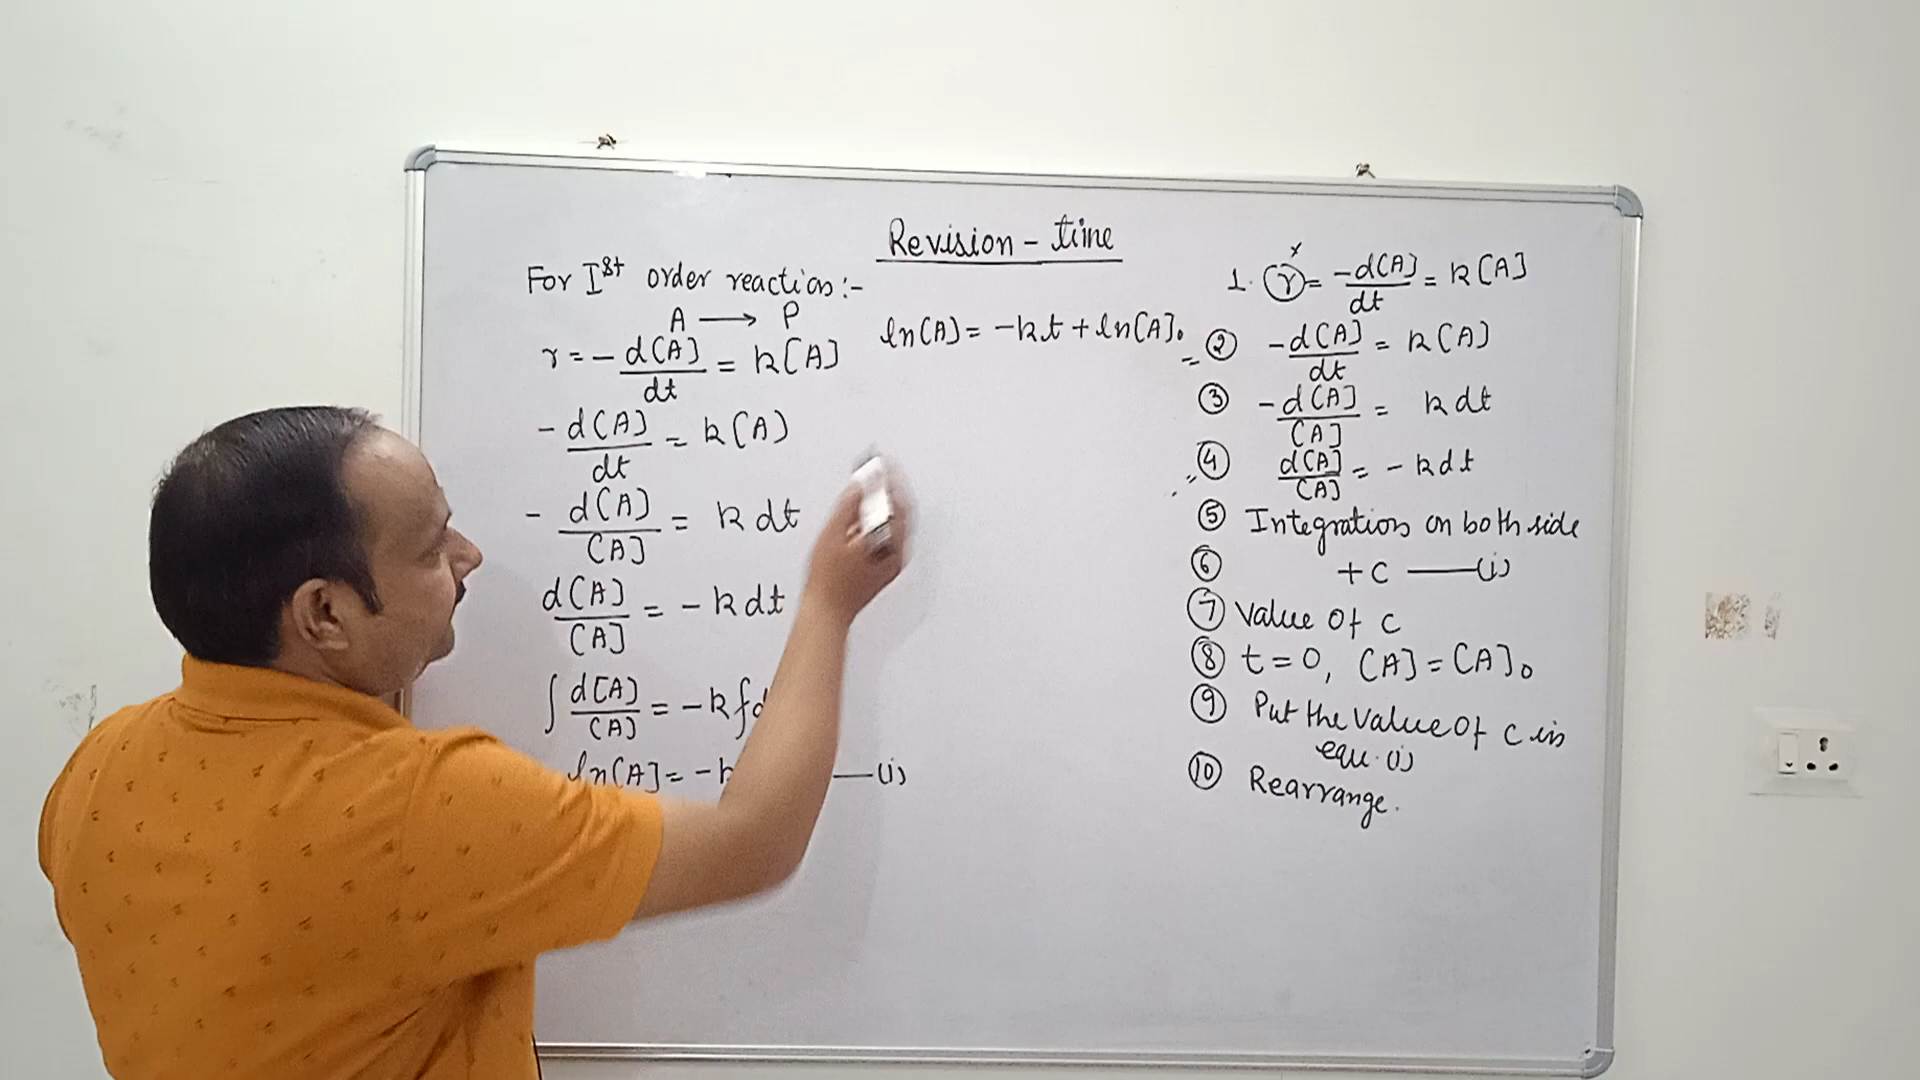 Revision - time
For Ist order reaction:-
A ⟶ P
r = - d[A]/dt = k[A]
- d[A]/dt = k[A]
- d[A]/[A] = k dt
d[A]/[A] = - k dt
∫ d[A]/[A] = - k ∫ d
ln[A] = - k —(i)
ln[A] = -kt + ln[A]₀
1. r = -d[A]/dt = k[A]
② -d[A]/dt = k[A]
③ -d[A]/[A] = k dt
④ d[A]/[A] = - k dt
⑤ Integration on both side
⑥ + C —(i)
⑦ Value of C
⑧ t = 0, [A] = [A]₀
⑨ Put the value of C in
equ. (i)
⑩ Rearrange.